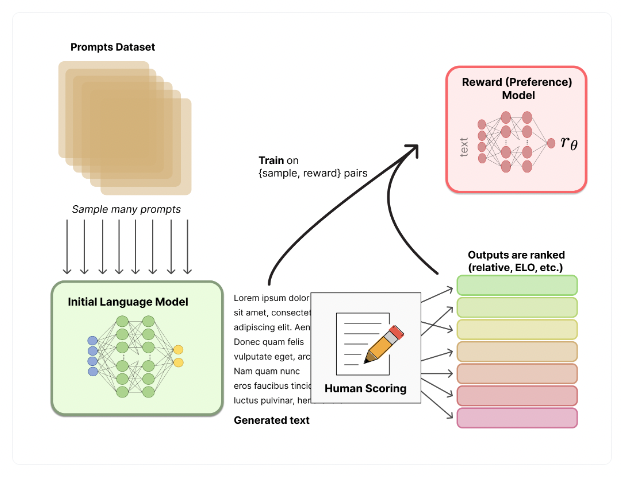 Prompts Dataset
Sample many prompts
Initial Language Model
Train on
{sample, reward} pairs
Reward (Preference)
Model
text
rθ
Outputs are ranked
(relative, ELO, etc.)
Lorem ipsum dolor
sit amet, consectet
adipiscing elit. Aen
Donec quam felis
vulputate eget, arc
Nam quam nunc
eros faucibus tincid
luctus pulvinar, her
Generated text
Human Scoring